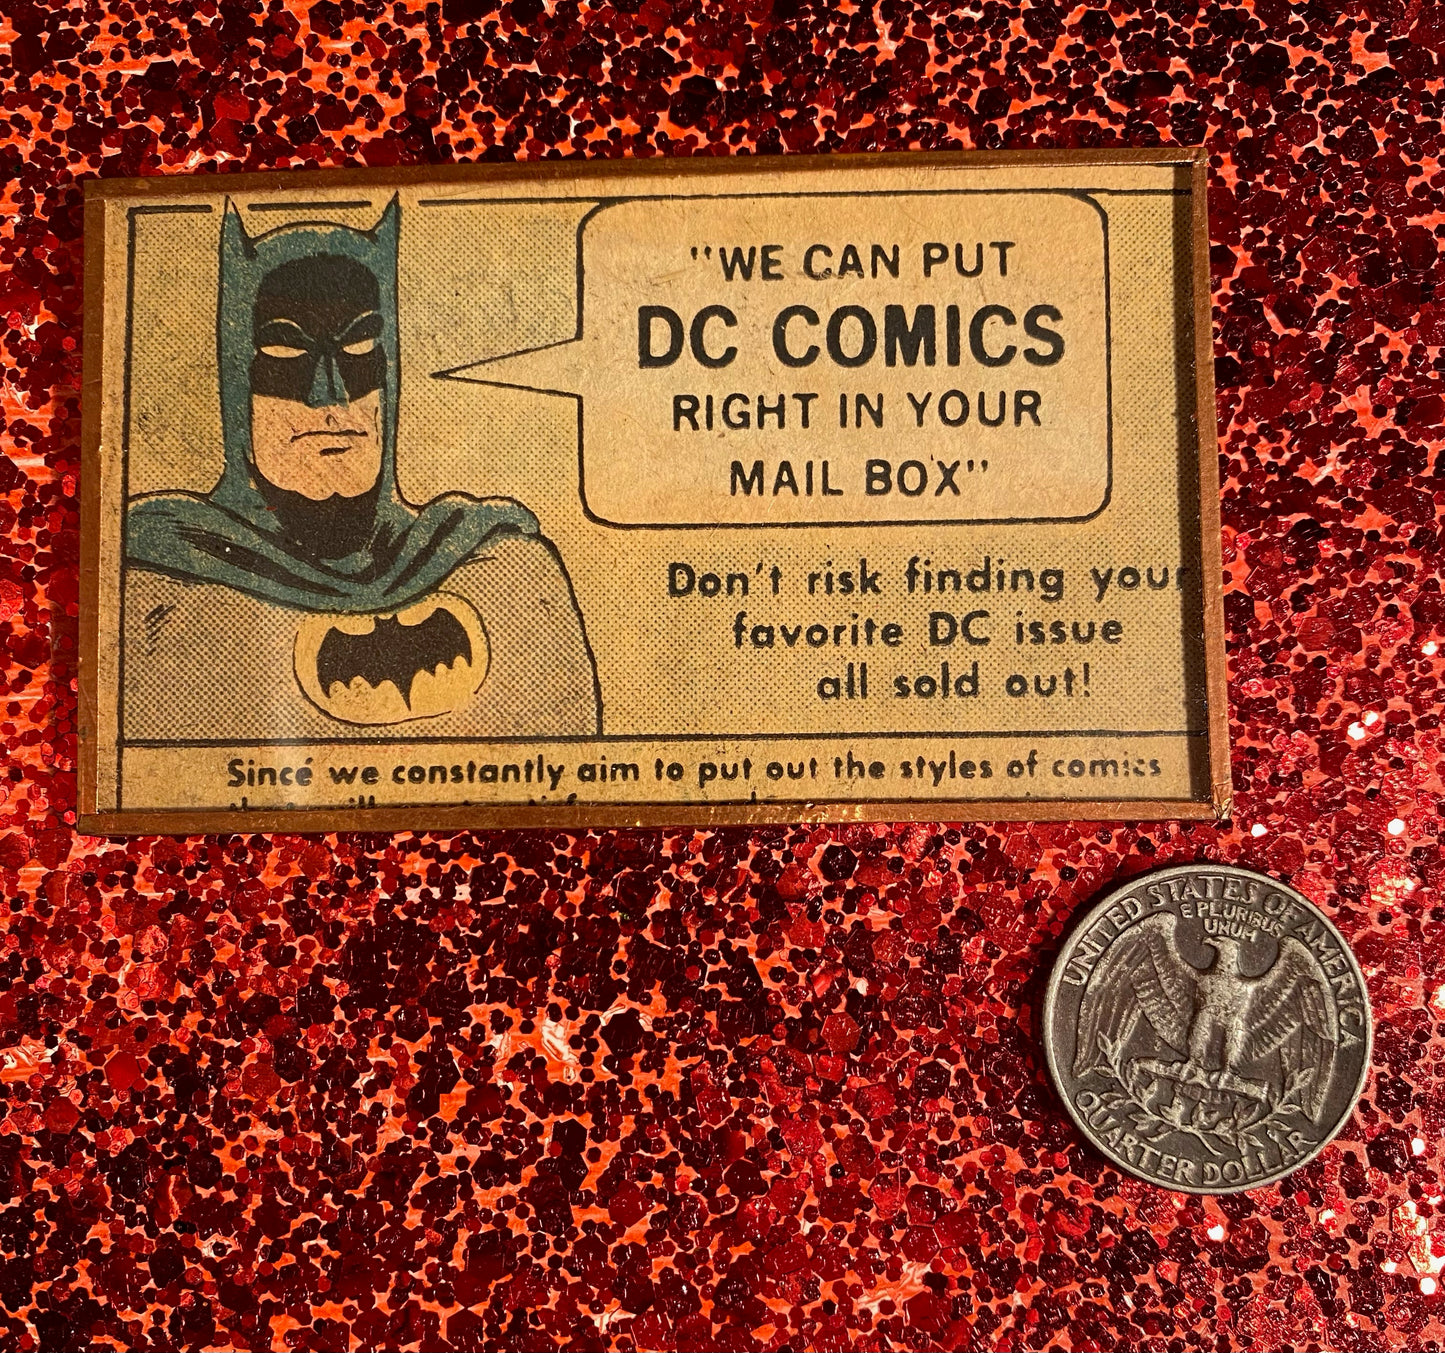 "WE CAN PUT
DC COMICS
RIGHT IN YOUR
MAIL BOX"
Don't risk finding your
favorite DC issue
all sold out!
Since we constantly aim to put out the styles of comics
UNITED STATES OF AMERICA
E PLURIBUS
UNUM
QUARTER DOLLAR